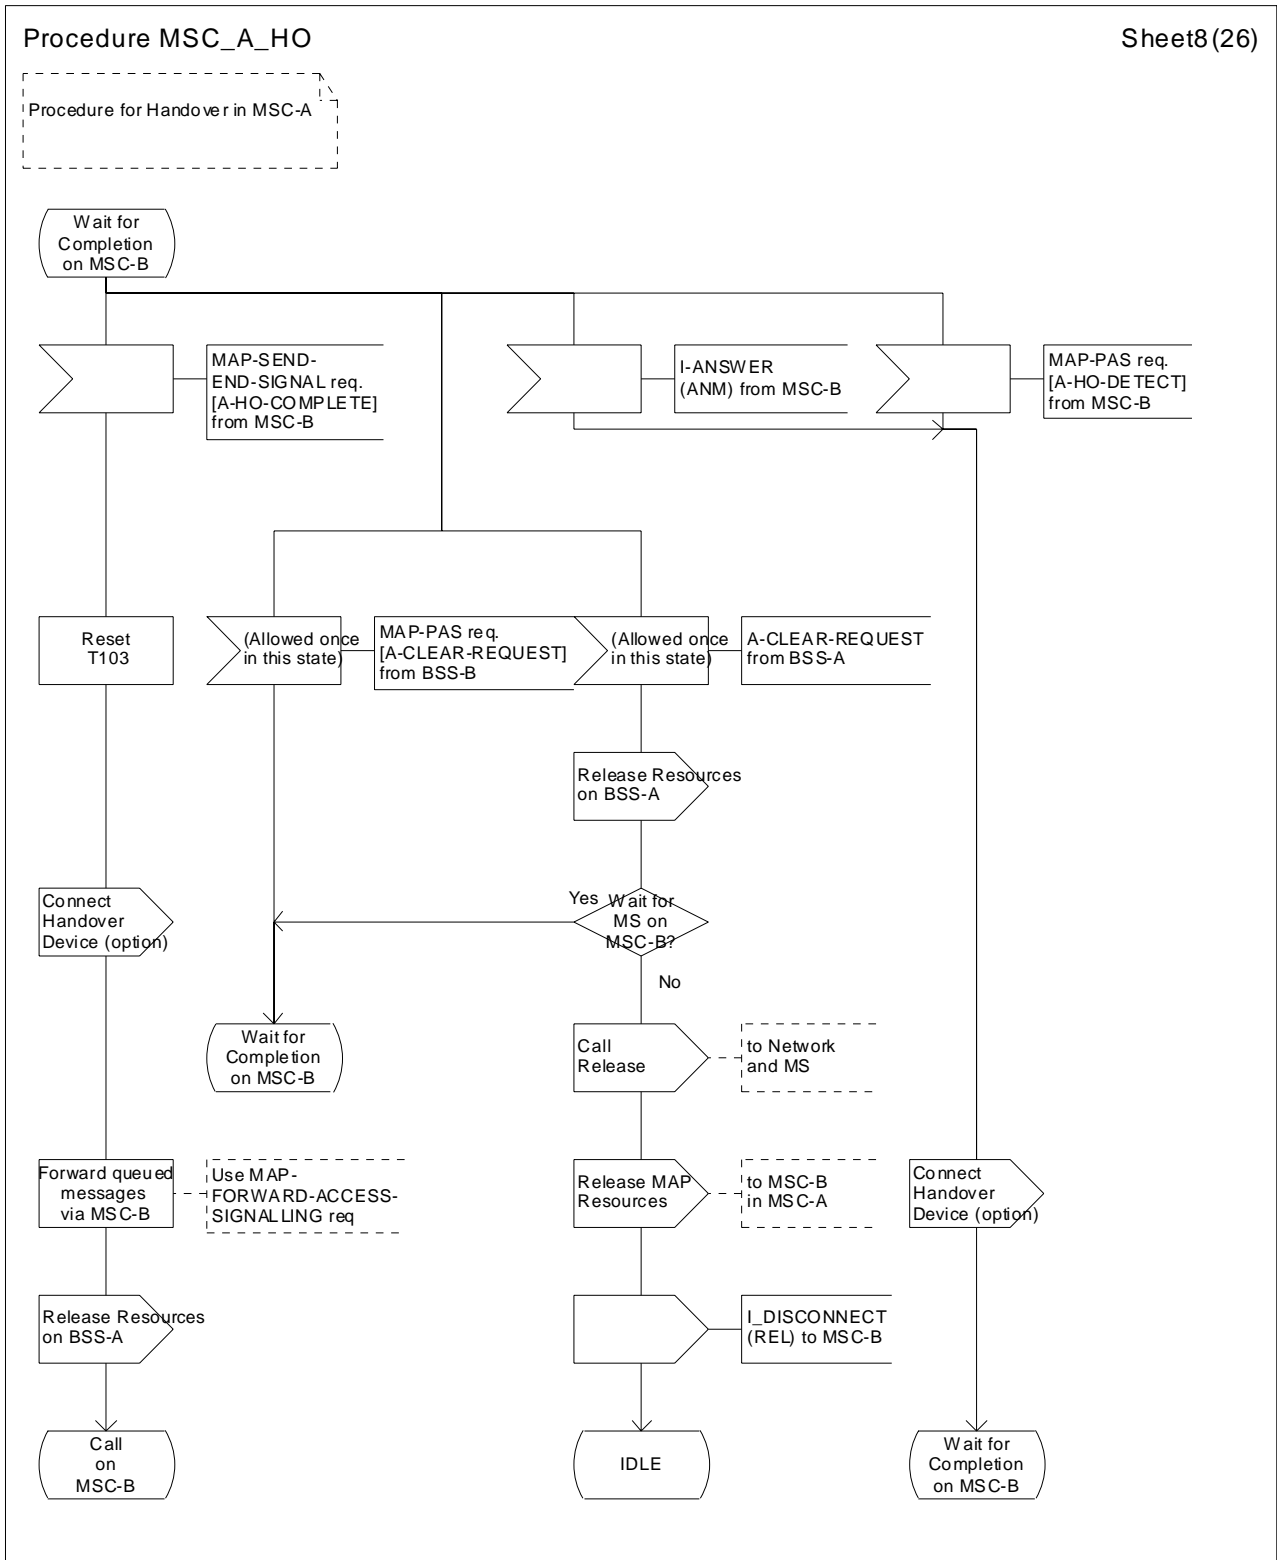 Procedure MSC_A_HO
Sheet8(26)
Procedure for Handover in MSC-A
Wait for
Completion
on MSC-B
MAP-SEND-
END-SIGNAL req.
[A-HO-COMPLETE]
from MSC-B
I-ANSWER
(ANM) from MSC-B
MAP-PAS req.
[A-HO-DETECT]
from MSC-B
Reset
T103
(Allowed once
in this state)
MAP-PAS req.
[A-CLEAR-REQUEST]
from BSS-B
(Allowed once
in this state)
A-CLEAR-REQUEST
from BSS-A
Release Resources
on BSS-A
Connect
Handover
Device (option)
Yes
Wait for
MS on
MSC-B?
No
Wait for
Completion
on MSC-B
Call
Release
to Network
and MS
Forward queued
messages
via MSC-B
Use MAP-
FORWARD-ACCESS-
SIGNALLING req
Release MAP
Resources
to MSC-B
in MSC-A
Connect
Handover
Device (option)
Release Resources
on BSS-A
I_DISCONNECT
(REL) to MSC-B
Call
on
MSC-B
IDLE
Wait for
Completion
on MSC-B